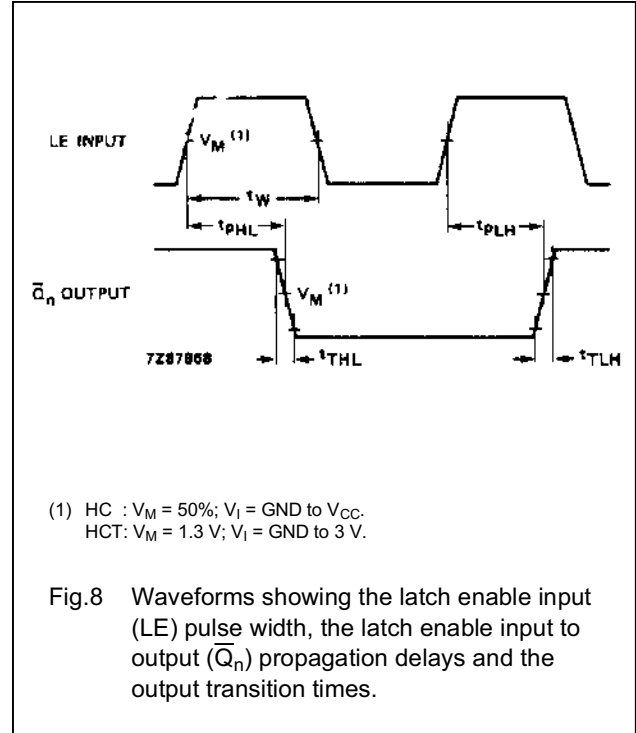 LE INPUT
V_M (1)
t_W
t_PHL
t_PLH
Q̅_n OUTPUT
V_M (1)
7Z87868
t_THL
t_TLH
(1) HC : V_M = 50%; V_I = GND to V_CC.
HCT: V_M = 1.3 V; V_I = GND to 3 V.
Fig.8 Waveforms showing the latch enable input
(LE) pulse width, the latch enable input to
output (Q̅_n) propagation delays and the
output transition times.